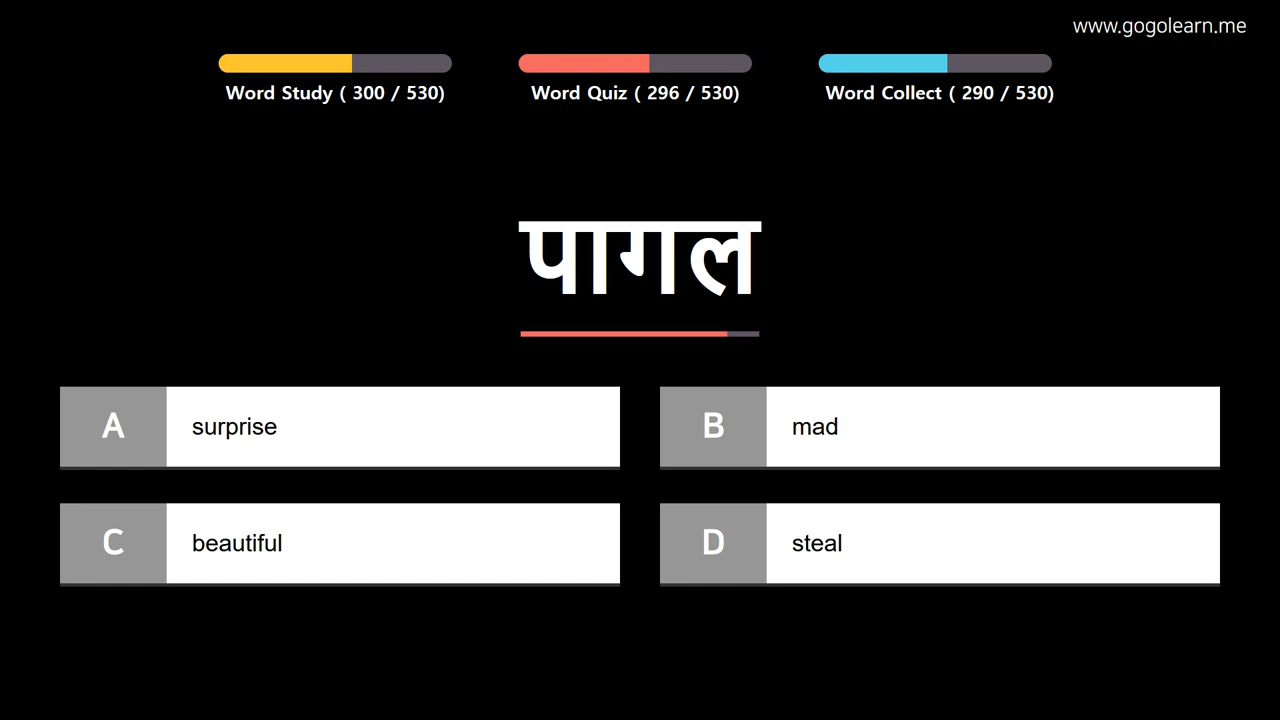 www.gogolearn.me
Word Study ( 300 / 530)
Word Quiz ( 296 / 530)
Word Collect ( 290 / 530)
पागल
A surprise
B mad
C beautiful
D steal